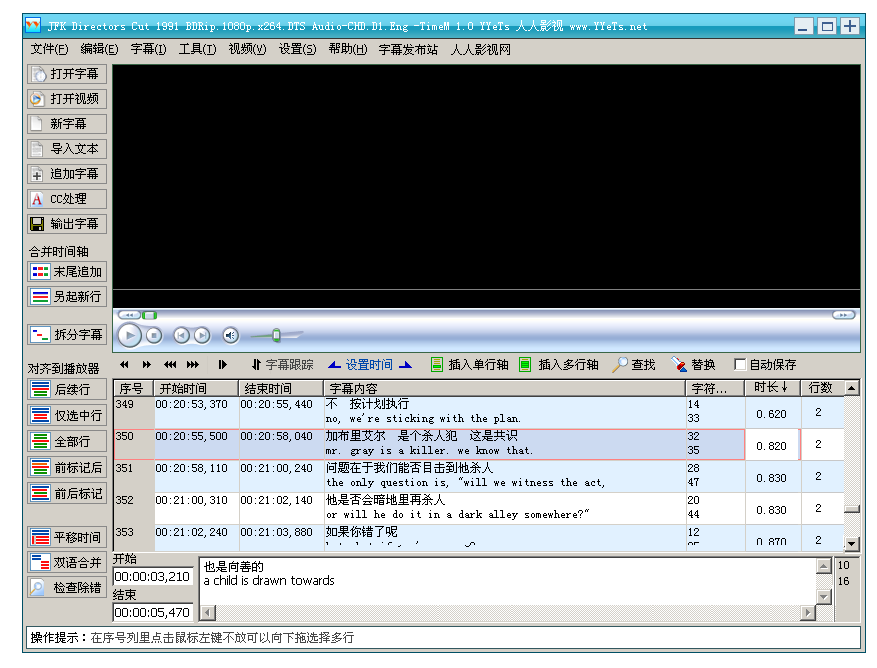 JFK Directors Cut 1991 BDRip.1080p.x264.DTS Audio-CHD.D1.Eng -TimeM 1.0 YYeTs 人人影视 www.YYeTs.net
文件(F) 编辑(E) 字幕(I) 工具(T) 视频(V) 设置(S) 帮助(H) 字幕发布站 人人影视网
打开字幕
打开视频
新字幕
导入文本
追加字幕
CC处理
输出字幕
合并时间轴
末尾追加
另起新行
拆分字幕
对齐到播放器
后续行
仅选中行
全部行
前标记后
前后标记
平移时间
双语合并
检查除错
字幕跟踪 设置时间 插入单行轴 插入多行轴 查找 替换 自动保存
序号 开始时间 结束时间 字幕内容 字符... 时长↓ 行数
349 00:20:53,370 00:20:55,440 不 按计划执行 14 0.620 2
no, we're sticking with the plan. 33
350 00:20:55,500 00:20:58,040 加布里艾尔 是个杀人犯 这是共识 32 0.820 2
mr. gray is a killer. we know that. 35
351 00:20:58,110 00:21:00,240 问题在于我们能否目击到他杀人 28 0.830 2
the only question is, "will we witness the act, 47
352 00:21:00,310 00:21:02,140 他是否会暗地里再杀人 20 0.830 2
or will he do it in a dark alley somewhere?" 44
353 00:21:02,240 00:21:03,880 如果你错了呢 12 0.870 2
开始
00:00:03,210
结束
00:00:05,470
也是向善的 10
a child is drawn towards 16
操作提示：在序号列里点击鼠标左键不放可以向下拖选择多行